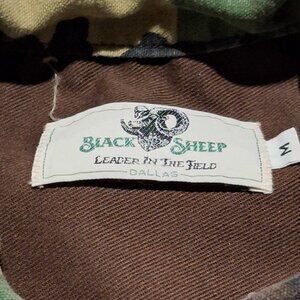 BLACK SHEEP
LEADER IN THE FIELD
-DALLAS-
M